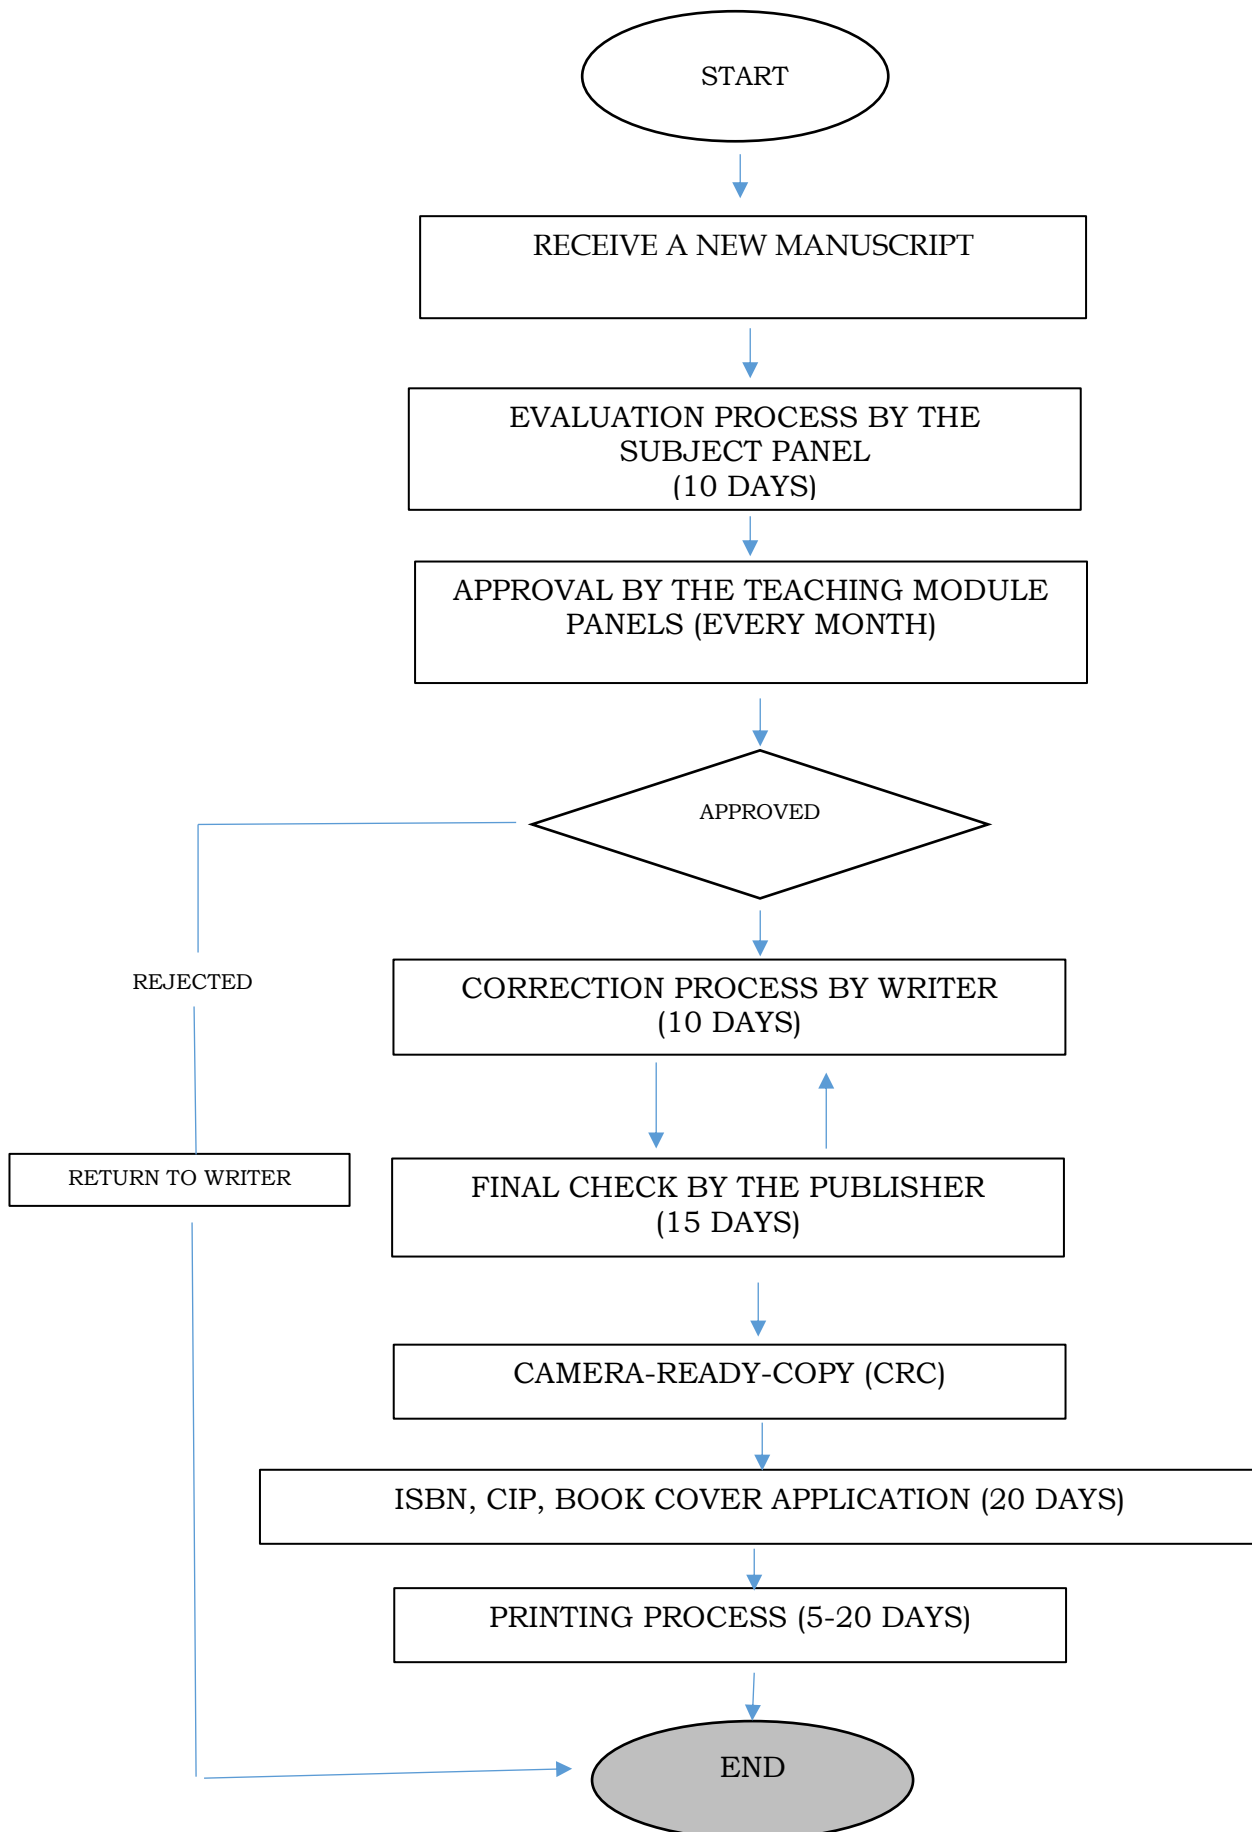 START
RECEIVE A NEW MANUSCRIPT
EVALUATION PROCESS BY THE
SUBJECT PANEL
(10 DAYS)
APPROVAL BY THE TEACHING MODULE
PANELS (EVERY MONTH)
APPROVED
REJECTED
CORRECTION PROCESS BY WRITER
(10 DAYS)
RETURN TO WRITER
FINAL CHECK BY THE PUBLISHER
(15 DAYS)
CAMERA-READY-COPY (CRC)
ISBN, CIP, BOOK COVER APPLICATION (20 DAYS)
PRINTING PROCESS (5-20 DAYS)
END